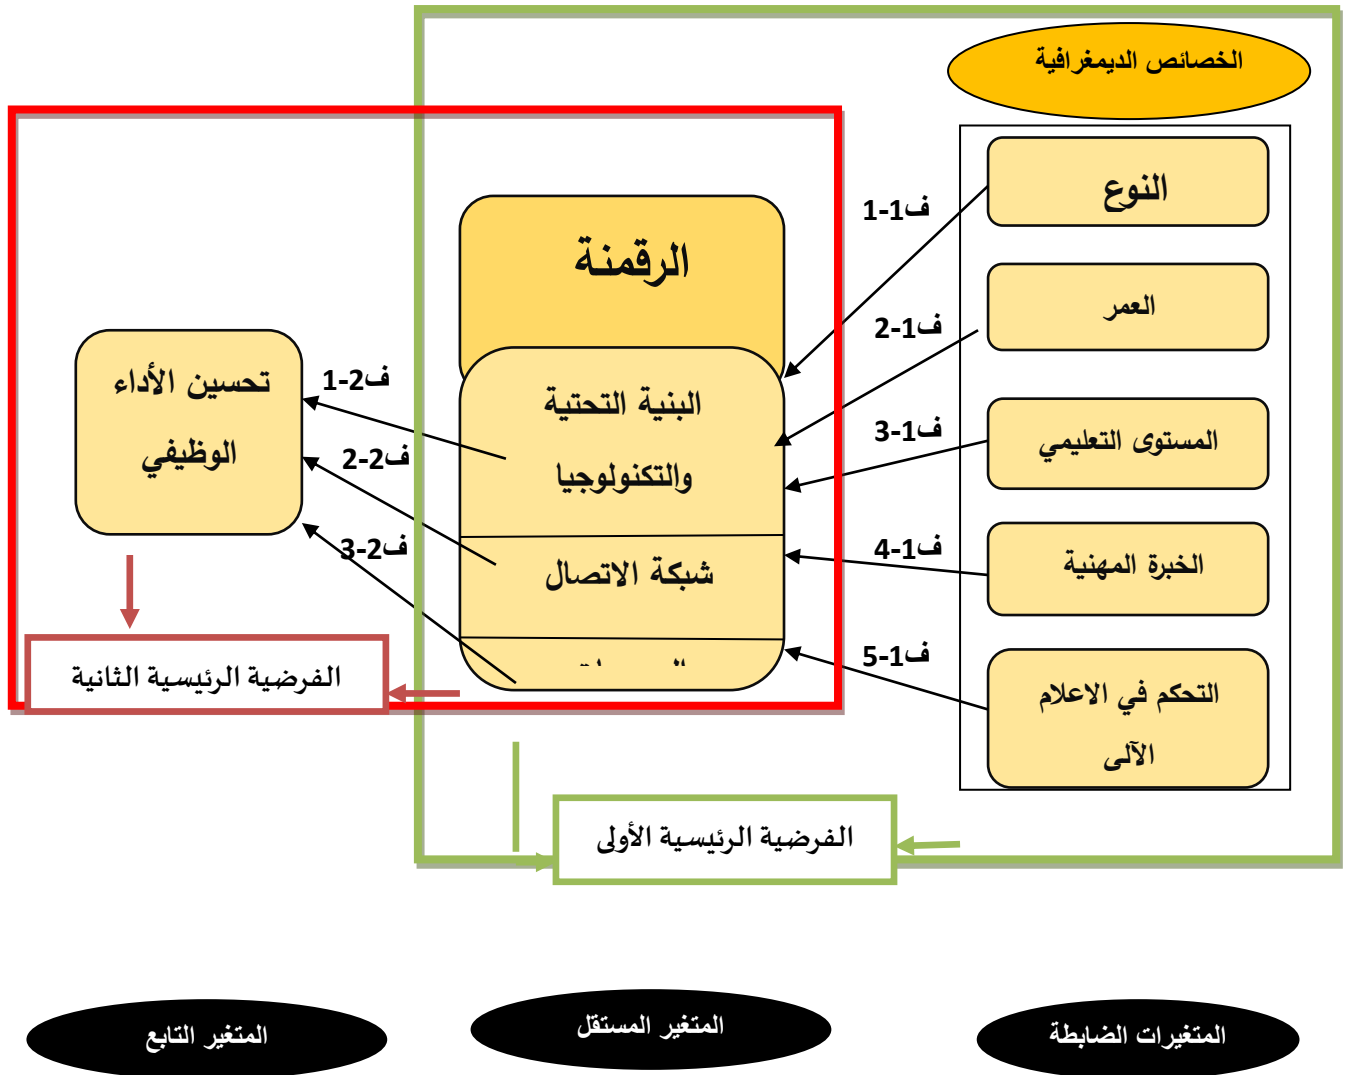 الخصائص الديمغرافية
النوع
العمر
المستوى التعليمي
الخبرة المهنية
التحكم في الاعلام
الآلى
ف1-1
ف1-2
ف1-3
ف1-4
ف1-5
الرقمنة
البنية التحتية
والتكنولوجيا
شبكة الاتصال
ف2-1
ف2-2
ف2-3
تحسين الأداء
الوظيفي
الفرضية الرئيسية الثانية
الفرضية الرئيسية الأولى
المتغيرات الضابطة
المتغير المستقل
المتغير التابع